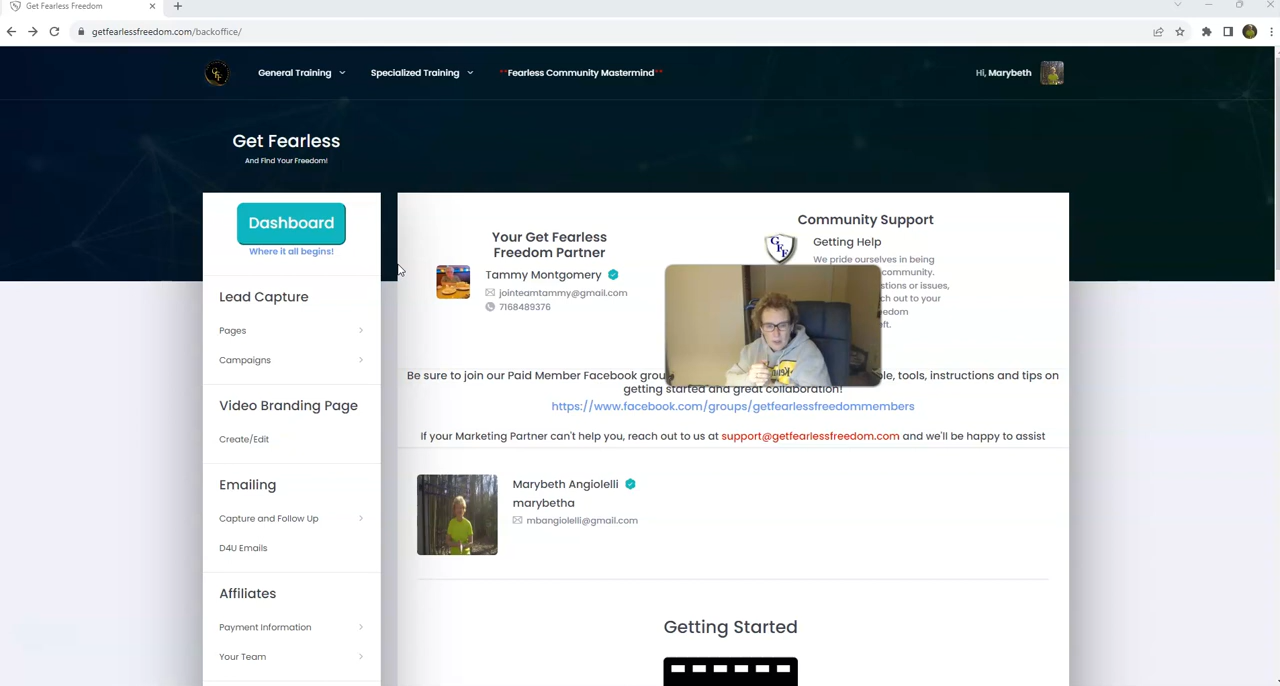 Get Fearless Freedom
getfearlessfreedom.com/backoffice/
General Training
Specialized Training
**Fearless Community Mastermind**
Hi, Marybeth
Get Fearless
And Find Your Freedom!
Dashboard
Where it all begins!
Lead Capture
Pages
Campaigns
Video Branding Page
Create/Edit
Emailing
Capture and Follow Up
D4U Emails
Affiliates
Payment Information
Your Team
Your Get Fearless
Freedom Partner
Tammy Montgomery
jointeamtammy@gmail.com
7168489376
Community Support
GFF
Getting Help
We pride ourselves in being
community.
stions or issues,
ch out to your
edom
ft.
Be sure to join our Paid Member Facebook grou
le, tools, instructions and tips on
getting started and great collaboration!
https://www.facebook.com/groups/getfearlessfreedommembers
If your Marketing Partner can't help you, reach out to us at support@getfearlessfreedom.com and we'll be happy to assist
Marybeth Angiolelli
marybetha
mbangiolelli@gmail.com
Getting Started